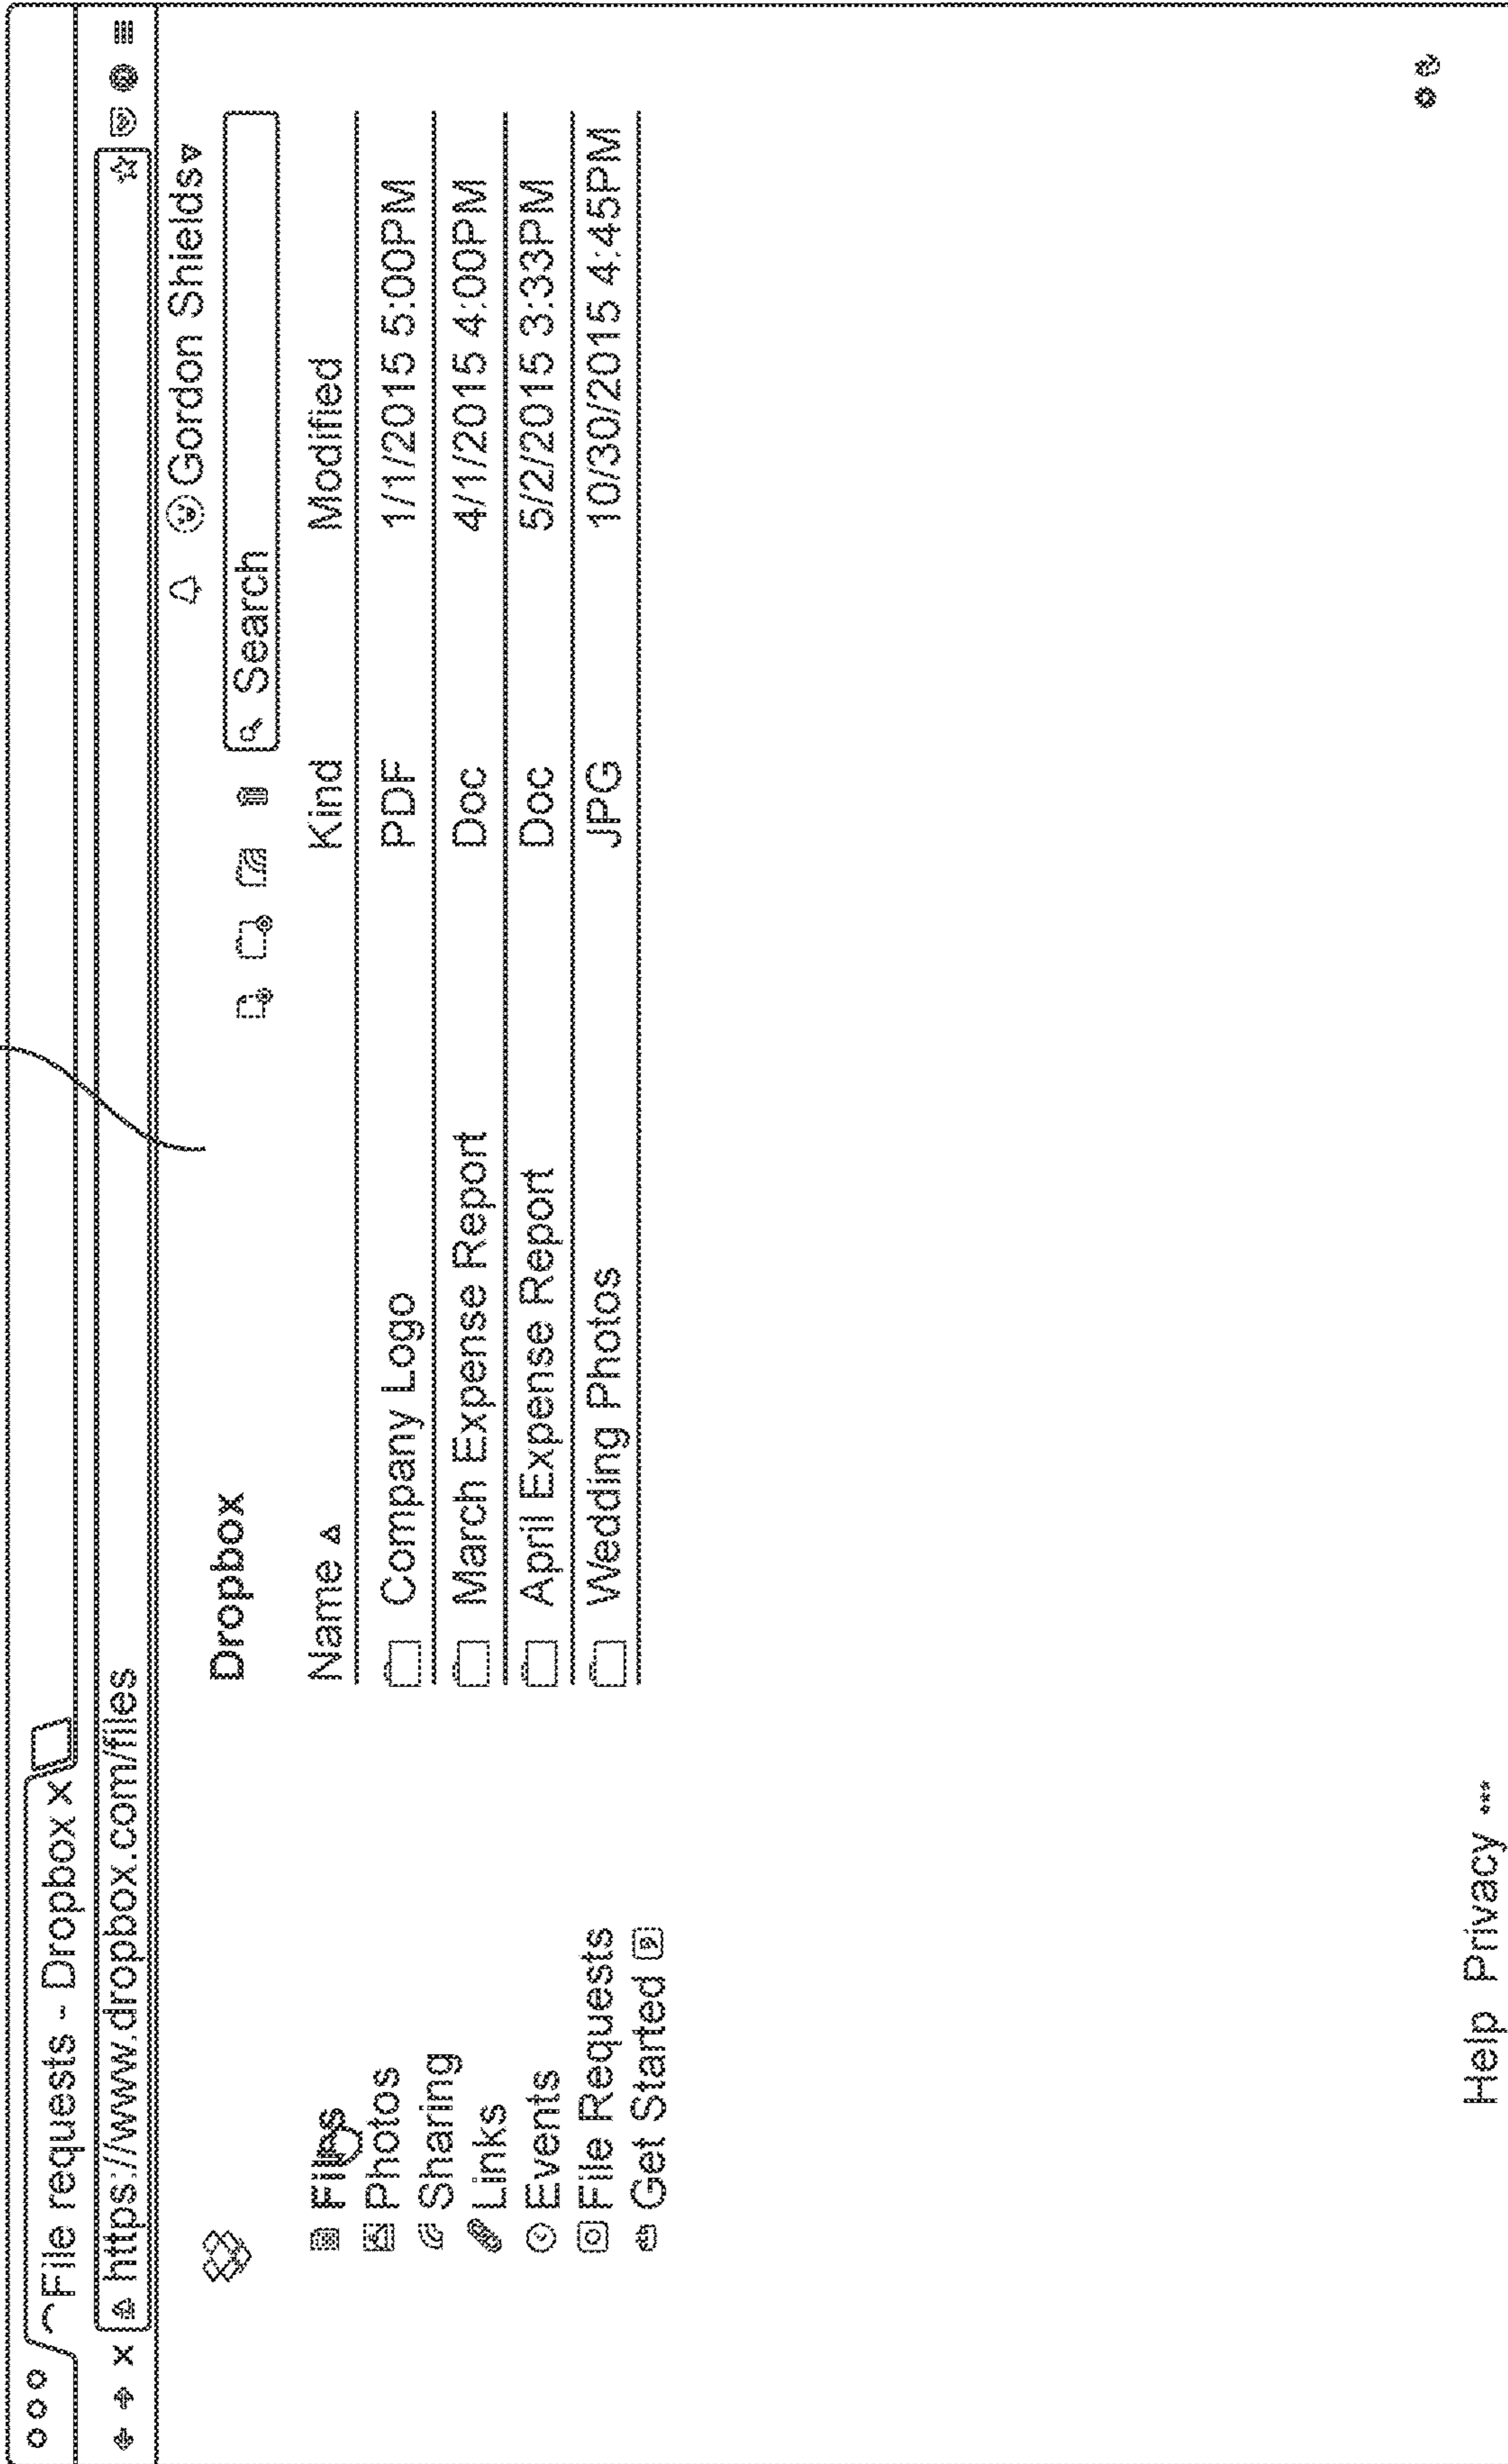 File requests - Dropbox X
https://www.dropbox.com/files
Gordon Shields
Dropbox
Search
Name Kind Modified
Company Logo PDF 1/1/2015 5:00PM
March Expense Report Doc 4/1/2015 4:00PM
April Expense Report Doc 5/2/2015 3:33PM
Wedding Photos JPG 10/30/2015 4:45PM
Files
Photos
Sharing
Links
Events
File Requests
Get Started
Help Privacy •••